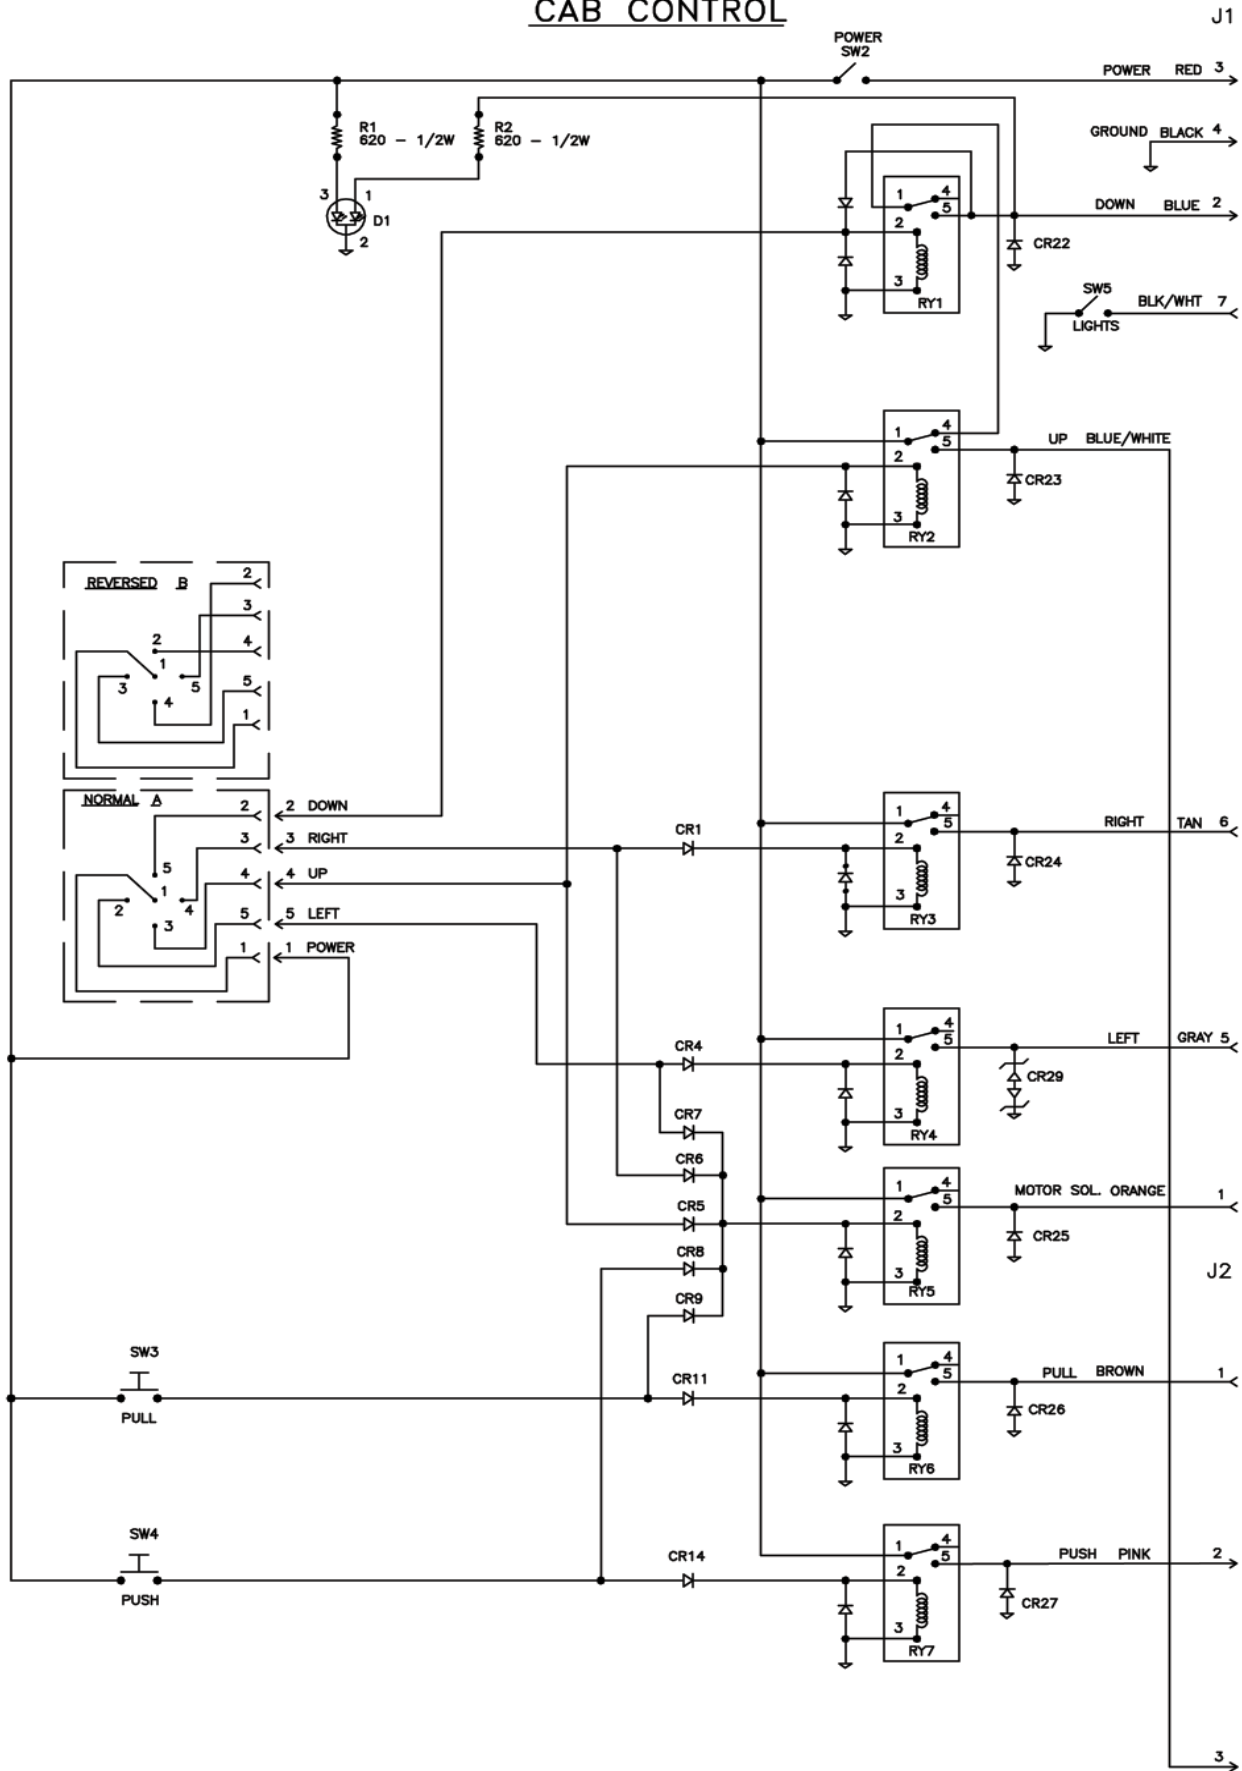 CAB CONTROL
J1
POWER
SW2
POWER RED 3
R1
620 - 1/2W
R2
620 - 1/2W
GROUND BLACK 4
3
1
D1
2
1
4
5
2
3
RY1
DOWN BLUE 2
CR22
SW5
LIGHTS
BLK/WHT 7
1
4
5
2
3
RY2
UP BLUE/WHITE
CR23
REVERSED B
2
3
4
5
1
2
1
3
5
4
NORMAL A
2
3
4
5
1
5
1
2
4
3
2 DOWN
3 RIGHT
4 UP
5 LEFT
1 POWER
CR1
1
4
5
2
3
RY3
RIGHT TAN 6
CR24
CR4
CR7
CR6
CR5
CR8
CR9
1
4
5
2
3
RY4
LEFT GRAY 5
CR29
1
4
5
2
3
RY5
MOTOR SOL. ORANGE 1
CR25
J2
SW3
PULL
CR11
1
4
5
2
3
RY6
PULL BROWN 1
CR26
SW4
PUSH
CR14
1
4
5
2
3
RY7
PUSH PINK 2
CR27
3